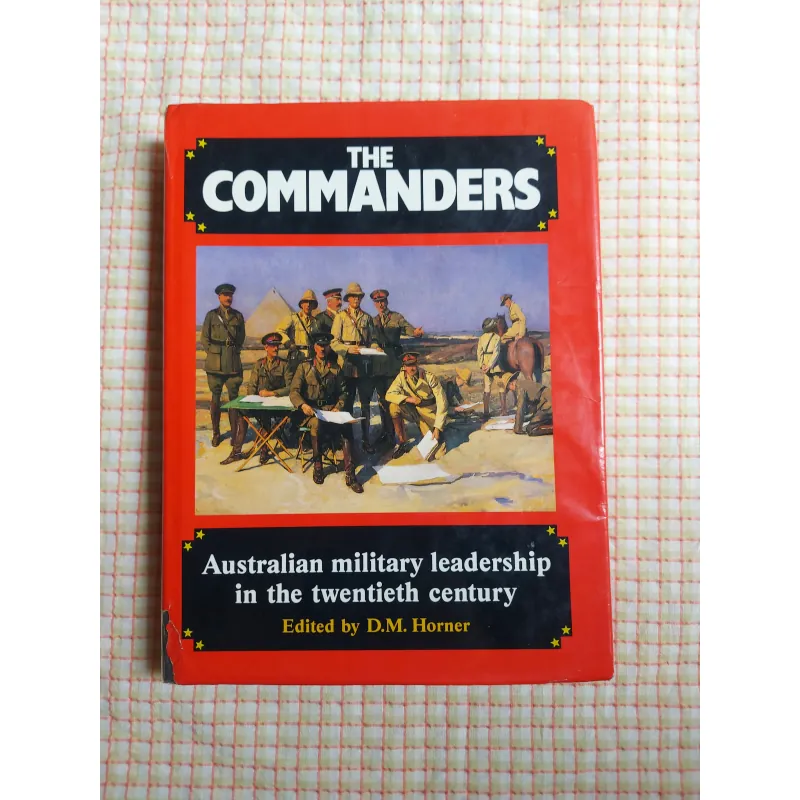 THE
COMMANDERS
Australian military leadership
in the twentieth century
Edited by D.M. Horner